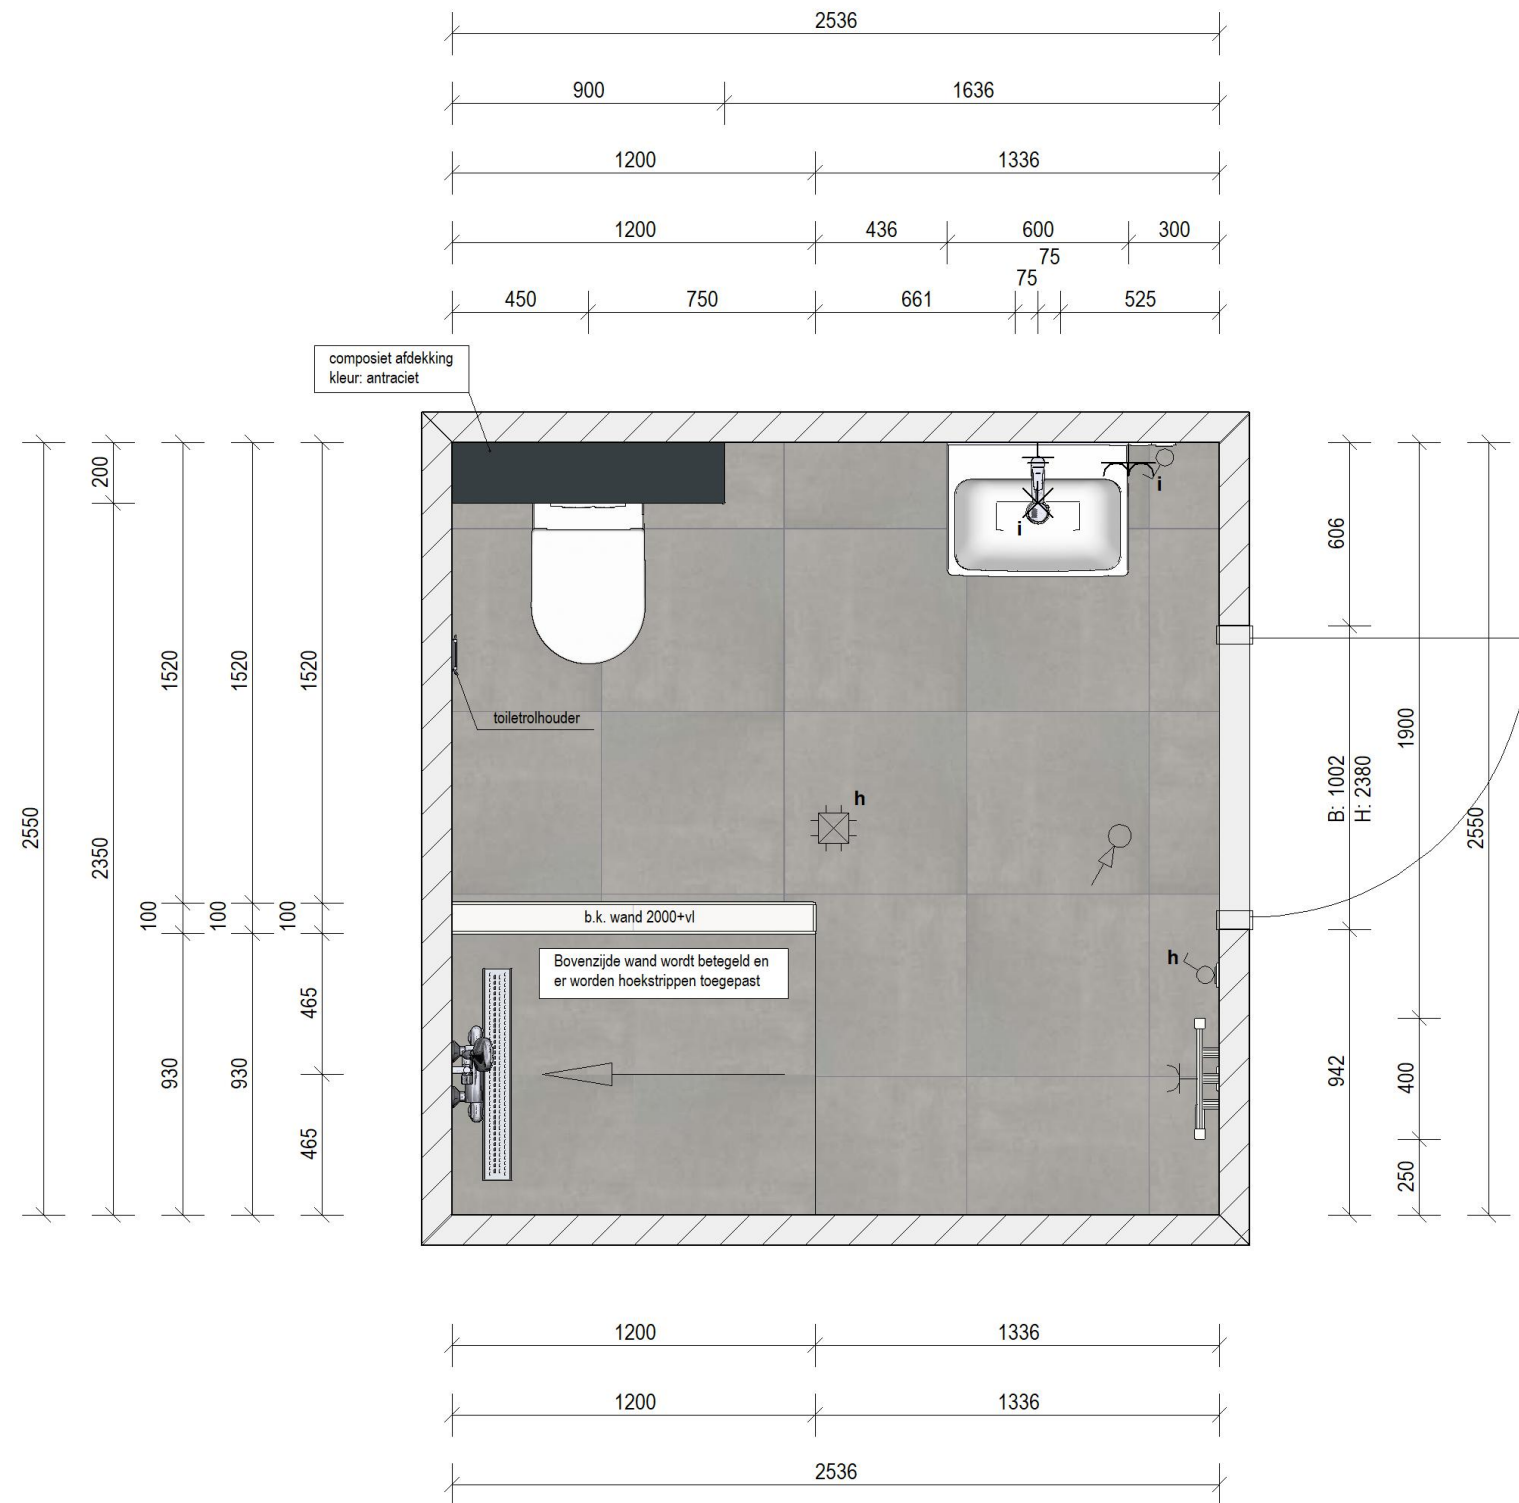 2536
900 1636
1200 1336
1200 436 600 300
75
75
450 750 661 525
composiet afdekking
kleur: antraciet
200
i
i
606
1520 1520 1520
toiletrolhouder
1900
B: 1002
H: 2380
h
2550
2350
2550
100 100 100
b.k. wand 2000+vl
Bovenzijde wand wordt betegeld en
er worden hoekstrippen toegepast
h
465
930 930
942
400
465
250
1200 1336
1200 1336
2536